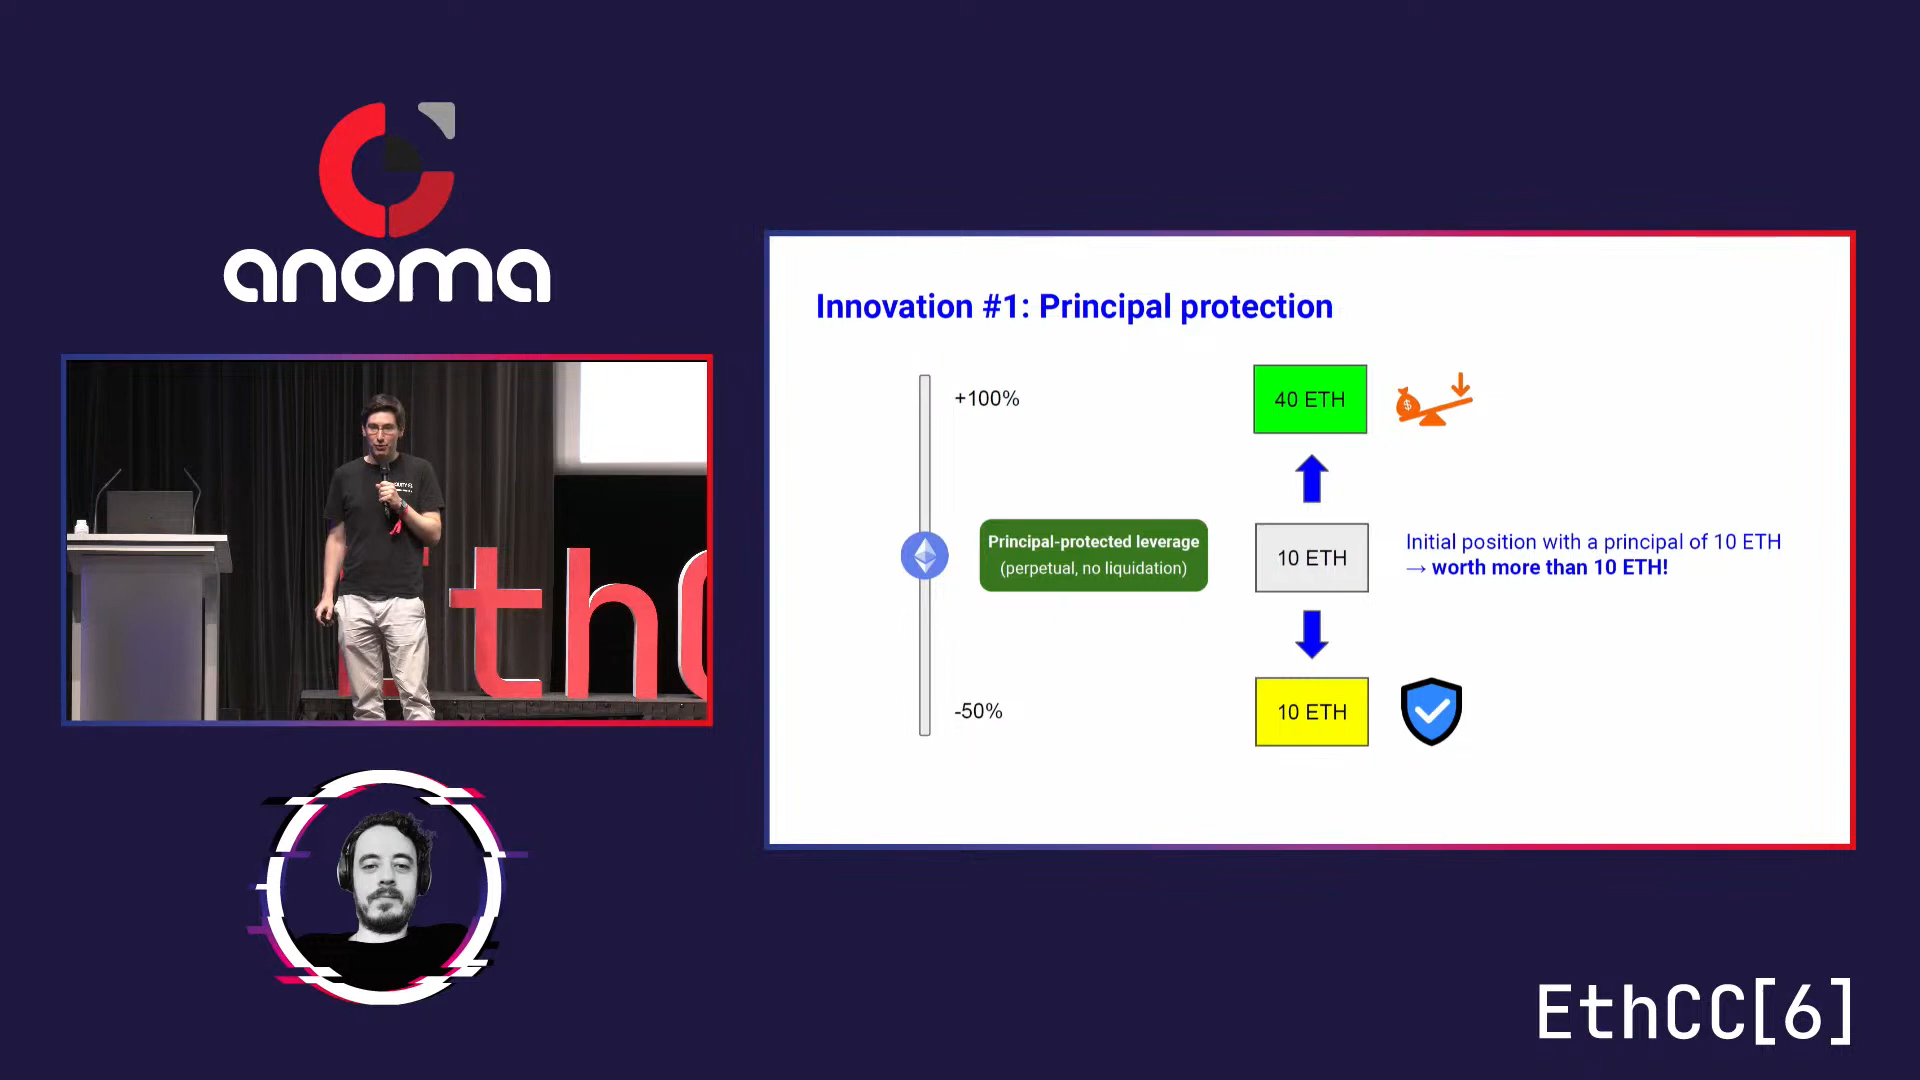 anoma
Innovation #1: Principal protection
+100%
40 ETH
$
Principal-protected leverage
(perpetual, no liquidation)
10 ETH
Initial position with a principal of 10 ETH
→ worth more than 10 ETH!
-50%
10 ETH
EthC
EthCC[6]